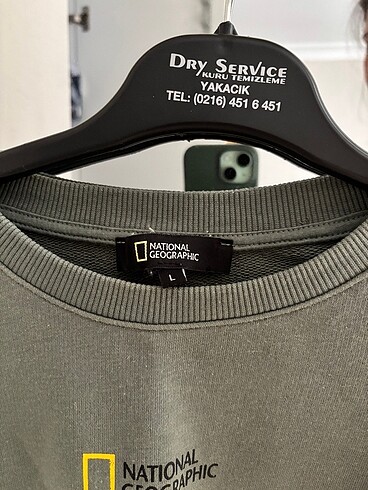 DRY SERVICE
KURU TEMİZLEME
YAKACIK
TEL: (0216) 451 6 451
NATIONAL
GEOGRAPHIC
L
NATIONAL
GEOGRAPHIC